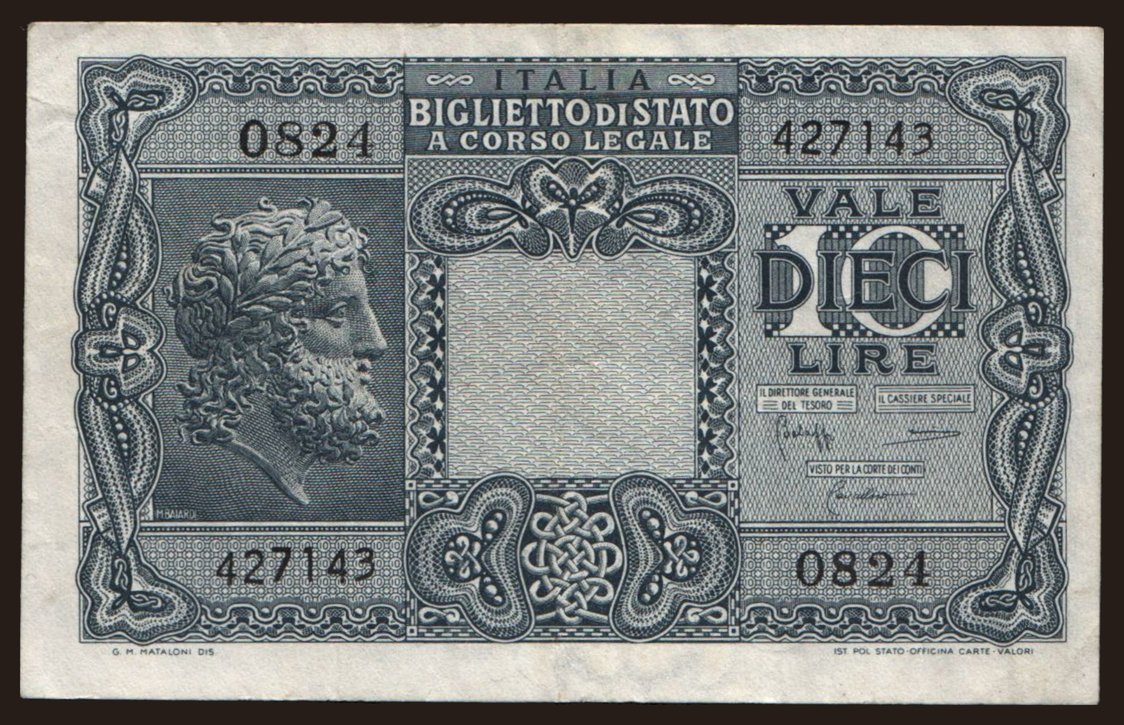 ITALIA
BIGLIETTO DI STATO
A CORSO LEGALE
0824
427143
VALE
10
DIECI
LIRE
IL DIRETTORE GENERALE
DEL TESORO
IL CASSIERE SPECIALE
VISTO PER LA CORTE DEI CONTI
M BAIARDI
427143
0824
G. M. MATALONI DIS
IST. POL STATO-OFFICINA CARTE-VALORI